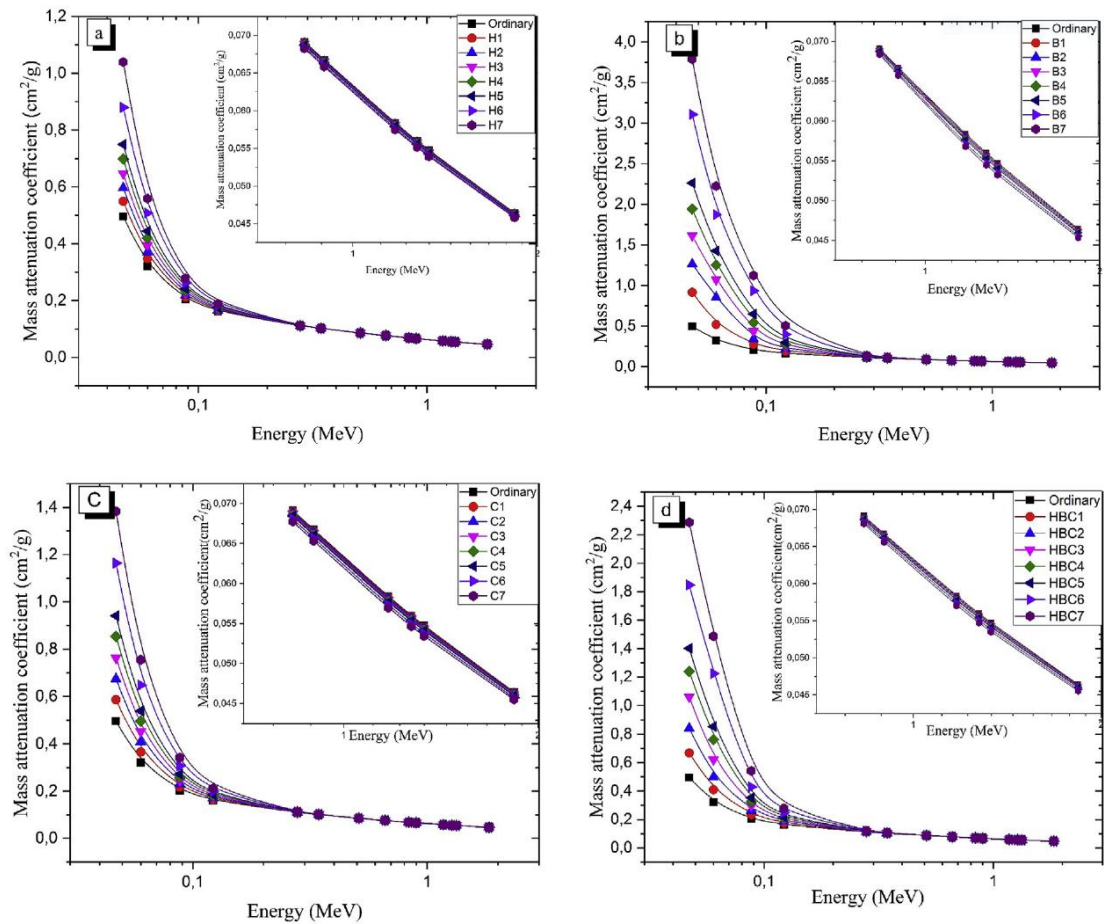 a
Mass attenuation coefficient (cm²/g)
1,2
1,0
0,8
0,6
0,4
0,2
0,0
0,1
1
Energy (MeV)
Mass attenuation coefficient (cm²/g)
0,070
0,065
0,060
0,055
0,050
0,045
1
2
Energy (MeV)
Ordinary
H1
H2
H3
H4
H5
H6
H7
b
Mass attenuation coefficient (cm²/g)
4,0
3,5
3,0
2,5
2,0
1,5
1,0
0,5
0,0
0,1
1
Energy (MeV)
Mass attenuation coefficient (cm²/g)
0,070
0,065
0,060
0,055
0,050
0,045
1
2
Energy (MeV)
Ordinary
B1
B2
B3
B4
B5
B6
B7
C
Mass attenuation coefficient (cm²/g)
1,4
1,2
1,0
0,8
0,6
0,4
0,2
0,0
0,1
1
Energy (MeV)
Mass attenuation coefficient(cm²/g)
0,070
0,065
0,060
0,055
0,050
0,045
1
2
Energy (MeV)
Ordinary
C1
C2
C3
C4
C5
C6
C7
d
Mass attenuation coefficient (cm²/g)
2,4
2,2
2,0
1,8
1,6
1,4
1,2
1,0
0,8
0,6
0,4
0,2
0,0
0,1
1
Energy (MeV)
Mass attenuation coefficient(cm²/g)
0,070
0,065
0,060
0,055
0,050
0,045
1
2
Energy (MeV)
Ordinary
HBC1
HBC2
HBC3
HBC4
HBC5
HBC6
HBC7